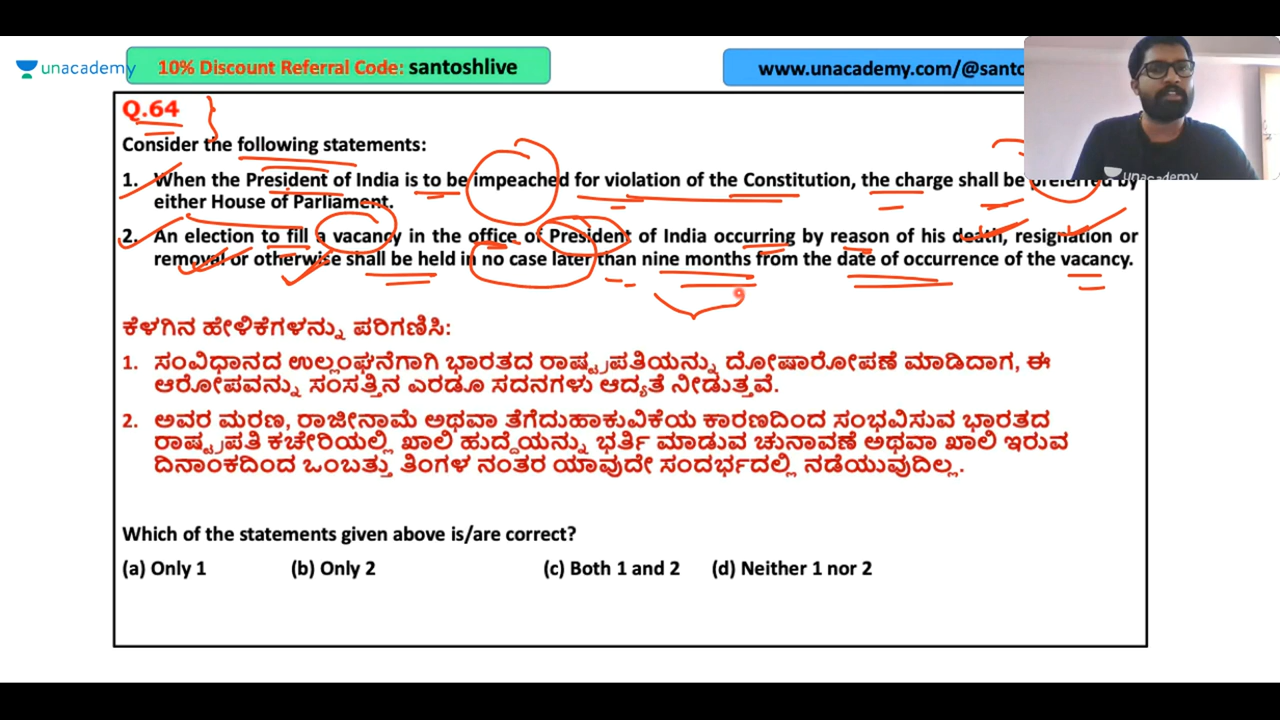 unacademy
10% Discount Referral Code: santoshlive
www.unacademy.com/@santo
Q.64
Consider the following statements:
1. When the President of India is to be impeached for violation of the Constitution, the charge shall be preferred by
either House of Parliament.
2. An election to fill a vacancy in the office of President of India occurring by reason of his death, resignation or
removal or otherwise shall be held in no case later than nine months from the date of occurrence of the vacancy.
unacademy
ಕೆಳಗಿನ ಹೇಳಿಕೆಗಳನ್ನು ಪರಿಗಣಿಸಿ:
1. ಸಂವಿಧಾನದ ಉಲ್ಲಂಘನೆಗಾಗಿ ಭಾರತದ ರಾಷ್ಟ್ರಪತಿಯನ್ನು ದೋಷಾರೋಪಣೆ ಮಾಡಿದಾಗ, ಈ
ಆರೋಪವನ್ನು ಸಂಸತ್ತಿನ ಎರಡೂ ಸದನಗಳು ಆದ್ಯತೆ ನೀಡುತ್ತವೆ.
2. ಅವರ ಮರಣ, ರಾಜೀನಾಮೆ ಅಥವಾ ತೆಗೆದುಹಾಕುವಿಕೆಯ ಕಾರಣದಿಂದ ಸಂಭವಿಸುವ ಭಾರತದ
ರಾಷ್ಟ್ರಪತಿ ಕಚೇರಿಯಲ್ಲಿ ಖಾಲಿ ಹುದ್ದೆಯನ್ನು ಭರ್ತಿ ಮಾಡುವ ಚುನಾವಣೆ ಅಥವಾ ಖಾಲಿ ಇರುವ
ದಿನಾಂಕದಿಂದ ಒಂಬತ್ತು ತಿಂಗಳ ನಂತರ ಯಾವುದೇ ಸಂದರ್ಭದಲ್ಲಿ ನಡೆಯುವುದಿಲ್ಲ.
Which of the statements given above is/are correct?
(a) Only 1 (b) Only 2 (c) Both 1 and 2 (d) Neither 1 nor 2